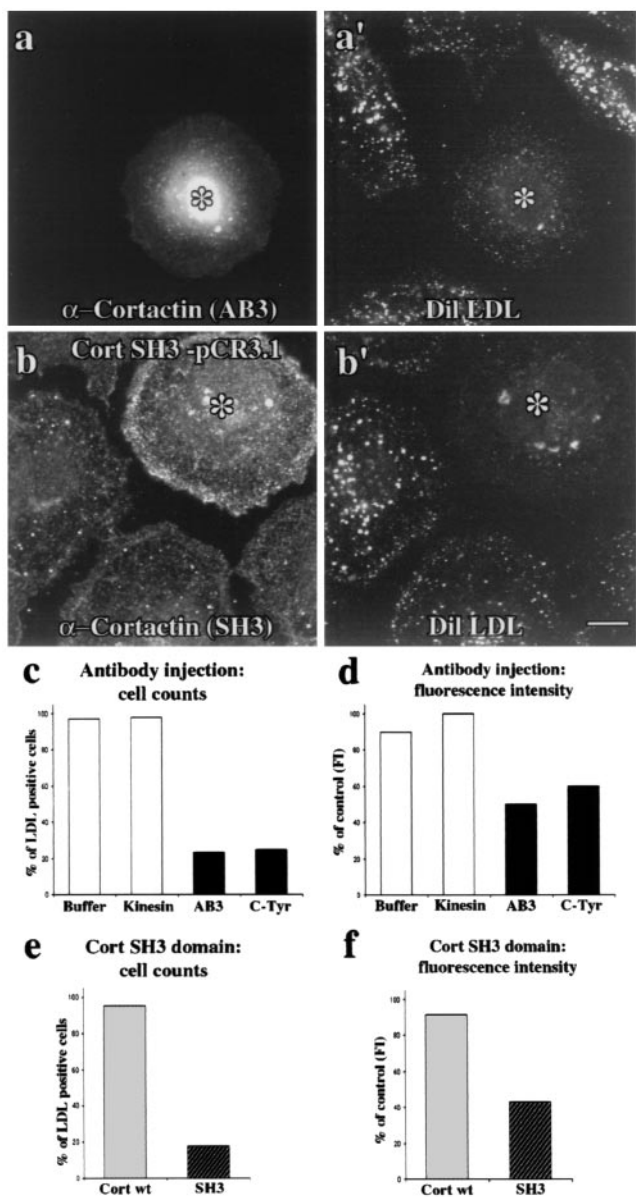 a
a'
α–Cortactin (AB3)
Dil LDL
b
Cort SH3 -pCR3.1
b'
α–Cortactin (SH3)
Dil LDL
c
Antibody injection:
cell counts
% of LDL positive cells
100
80
60
40
20
0
Buffer Kinesin AB3 C-Tyr
d
Antibody injection:
fluorescence intensity
% of control (FI)
100
80
60
40
20
0
Buffer Kinesin AB3 C-Tyr
e
Cort SH3 domain:
cell counts
% of LDL positive cells
100
80
60
40
20
0
Cort wt SH3
f
Cort SH3 domain:
fluorescence intensity
% of control (FI)
100
80
60
40
20
0
Cort wt SH3